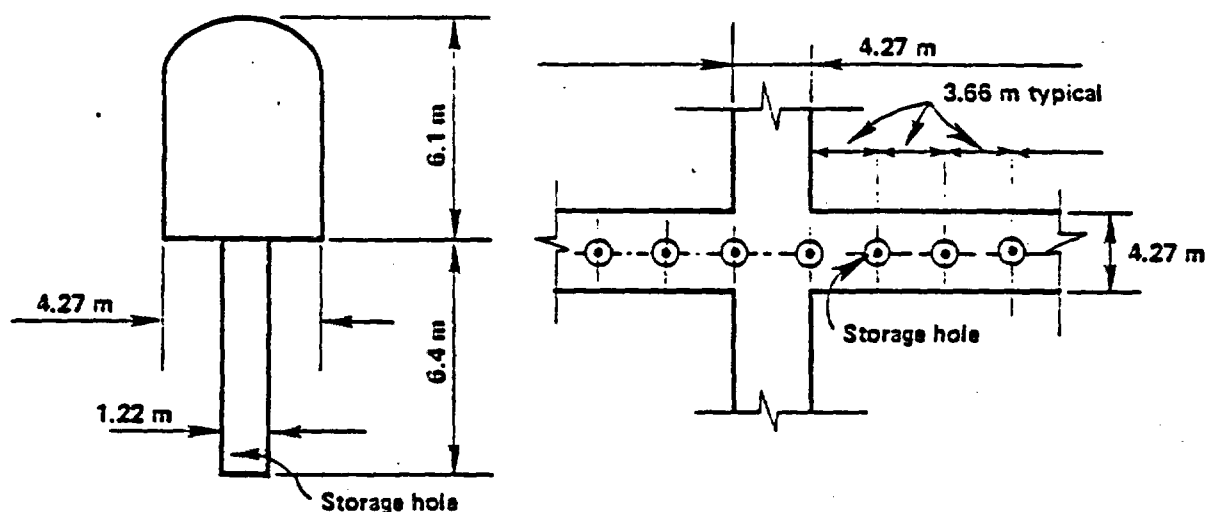 6.1 m
4.27 m
6.4 m
1.22 m
Storage hole
4.27 m
3.66 m typical
4.27 m
Storage hole